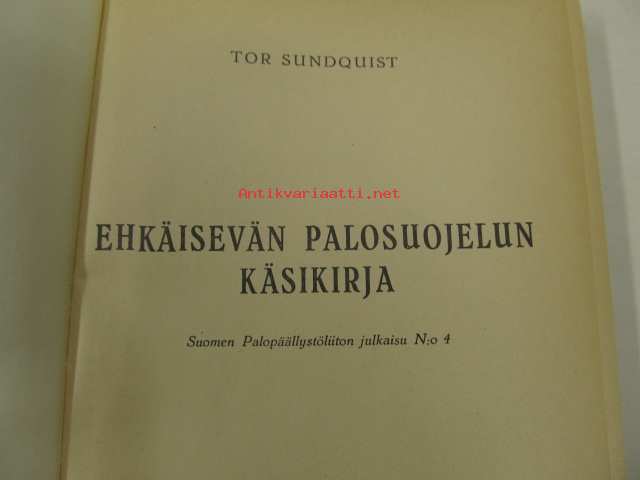 TOR SUNDQUIST
Antikvariaatti.net
EHKÄISEVÄN PALOSUOJELUN
KÄSIKIRJA
Suomen Palopäällystöliiton julkaisu N:o 4